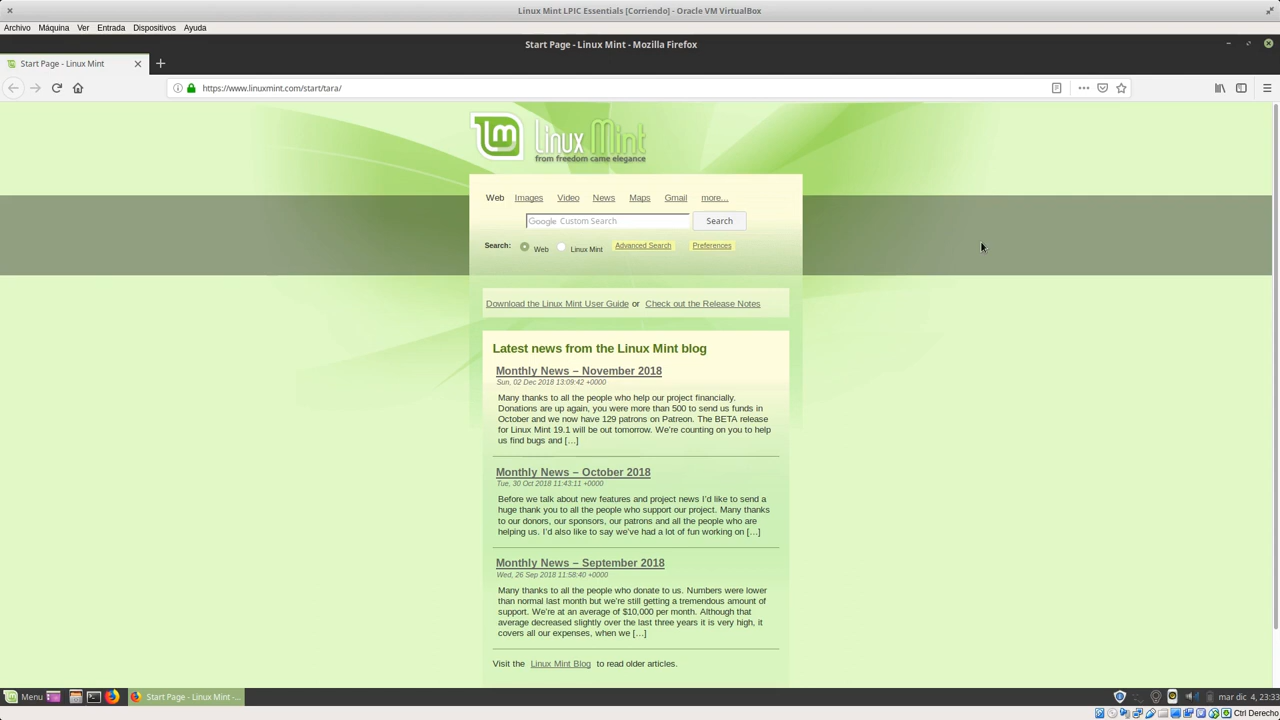 Linux Mint LPIC Essentials [Corriendo] - Oracle VM VirtualBox
Archivo Máquina Ver Entrada Dispositivos Ayuda
Start Page - Linux Mint - Mozilla Firefox
Start Page - Linux Mint
https://www.linuxmint.com/start/tara/
Linux Mint
from freedom came elegance
Web Images Video News Maps Gmail more...
Google Custom Search Search
Search: Web Linux Mint Advanced Search Preferences
Download the Linux Mint User Guide or Check out the Release Notes
Latest news from the Linux Mint blog
Monthly News – November 2018
Sun, 02 Dec 2018 13:09:42 +0000
Many thanks to all the people who help our project financially.
Donations are up again, you were more than 500 to send us funds in
October and we now have 129 patrons on Patreon. The BETA release
for Linux Mint 19.1 will be out tomorrow. We're counting on you to help
us find bugs and […]
Monthly News – October 2018
Tue, 30 Oct 2018 11:43:11 +0000
Before we talk about new features and project news I'd like to send a
huge thank you to all the people who support our project. Many thanks
to our donors, our sponsors, our patrons and all the people who are
helping us. I'd also like to say we've had a lot of fun working on […]
Monthly News – September 2018
Wed, 26 Sep 2018 11:58:40 +0000
Many thanks to all the people who donate to us. Numbers were lower
than normal last month but we're still getting a tremendous amount of
support. We're at an average of $10,000 per month. Although that
average decreased slightly over the last three years it is very high, it
covers all our expenses, when we […]
Visit the Linux Mint Blog to read older articles.
Menu Start Page - Linux Mint -... mar dic 4, 23:33
Ctrl Derecho